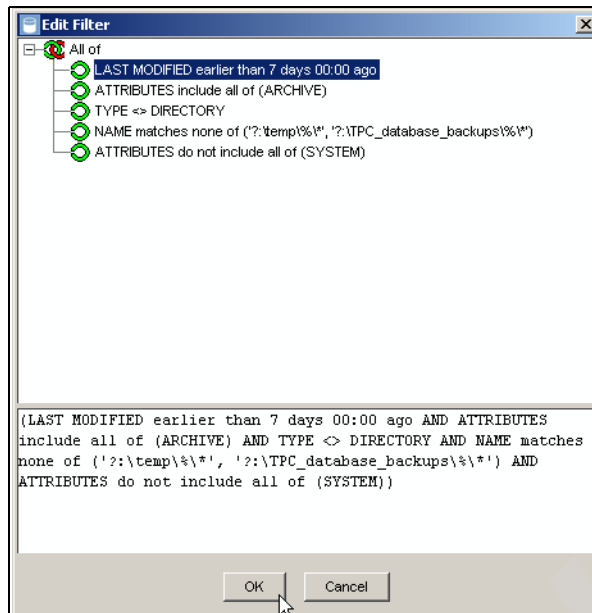 Edit Filter
All of
LAST MODIFIED earlier than 7 days 00:00 ago
ATTRIBUTES include all of (ARCHIVE)
TYPE <> DIRECTORY
NAME matches none of ('?:\temp\%\*', '?:\TPC_database_backups\%\*')
ATTRIBUTES do not include all of (SYSTEM)
(LAST MODIFIED earlier than 7 days 00:00 ago AND ATTRIBUTES
include all of (ARCHIVE) AND TYPE <> DIRECTORY AND NAME matches
none of ('?:\temp\%\*', '?:\TPC_database_backups\%\*') AND
ATTRIBUTES do not include all of (SYSTEM))
OK Cancel